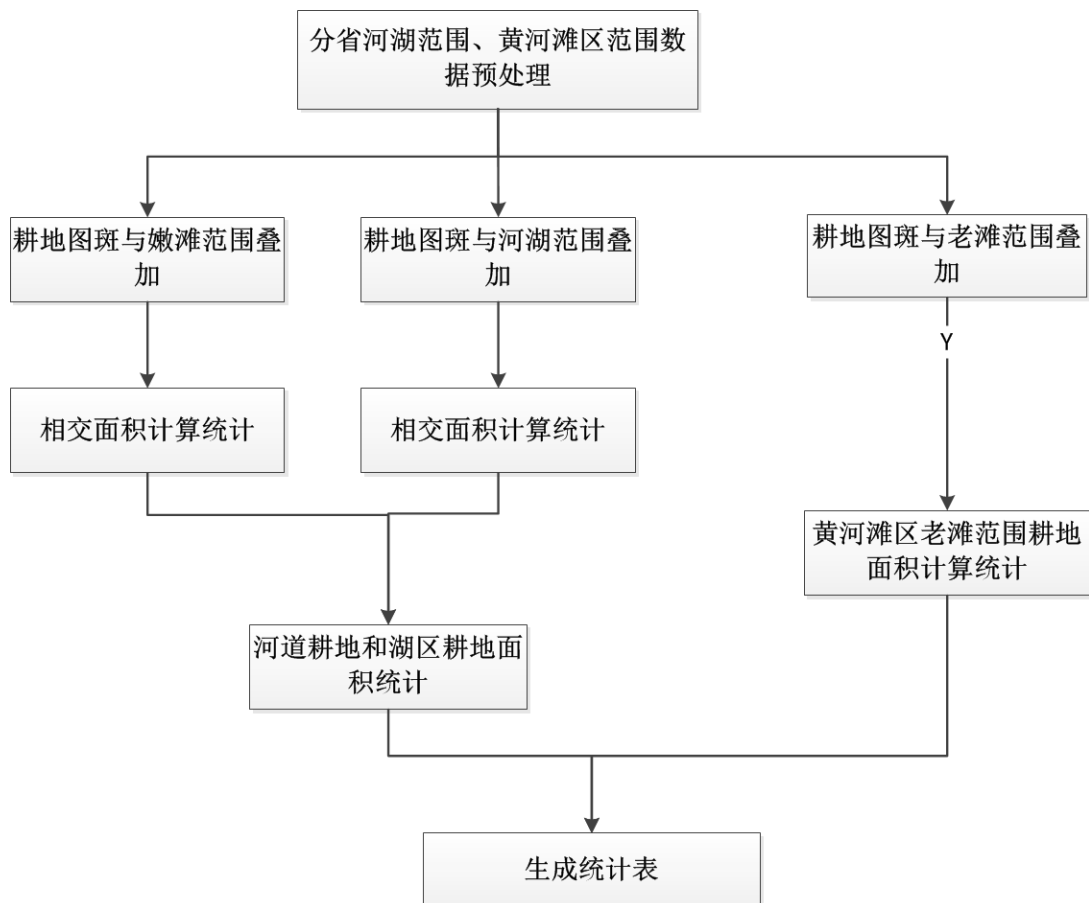 分省河湖范围、黄河滩区范围数
据预处理
耕地图斑与嫩滩范围叠
加
耕地图斑与河湖范围叠
加
耕地图斑与老滩范围叠
加
Y
相交面积计算统计
相交面积计算统计
黄河滩区老滩范围耕地
面积计算统计
河道耕地和湖区耕地面
积统计
生成统计表